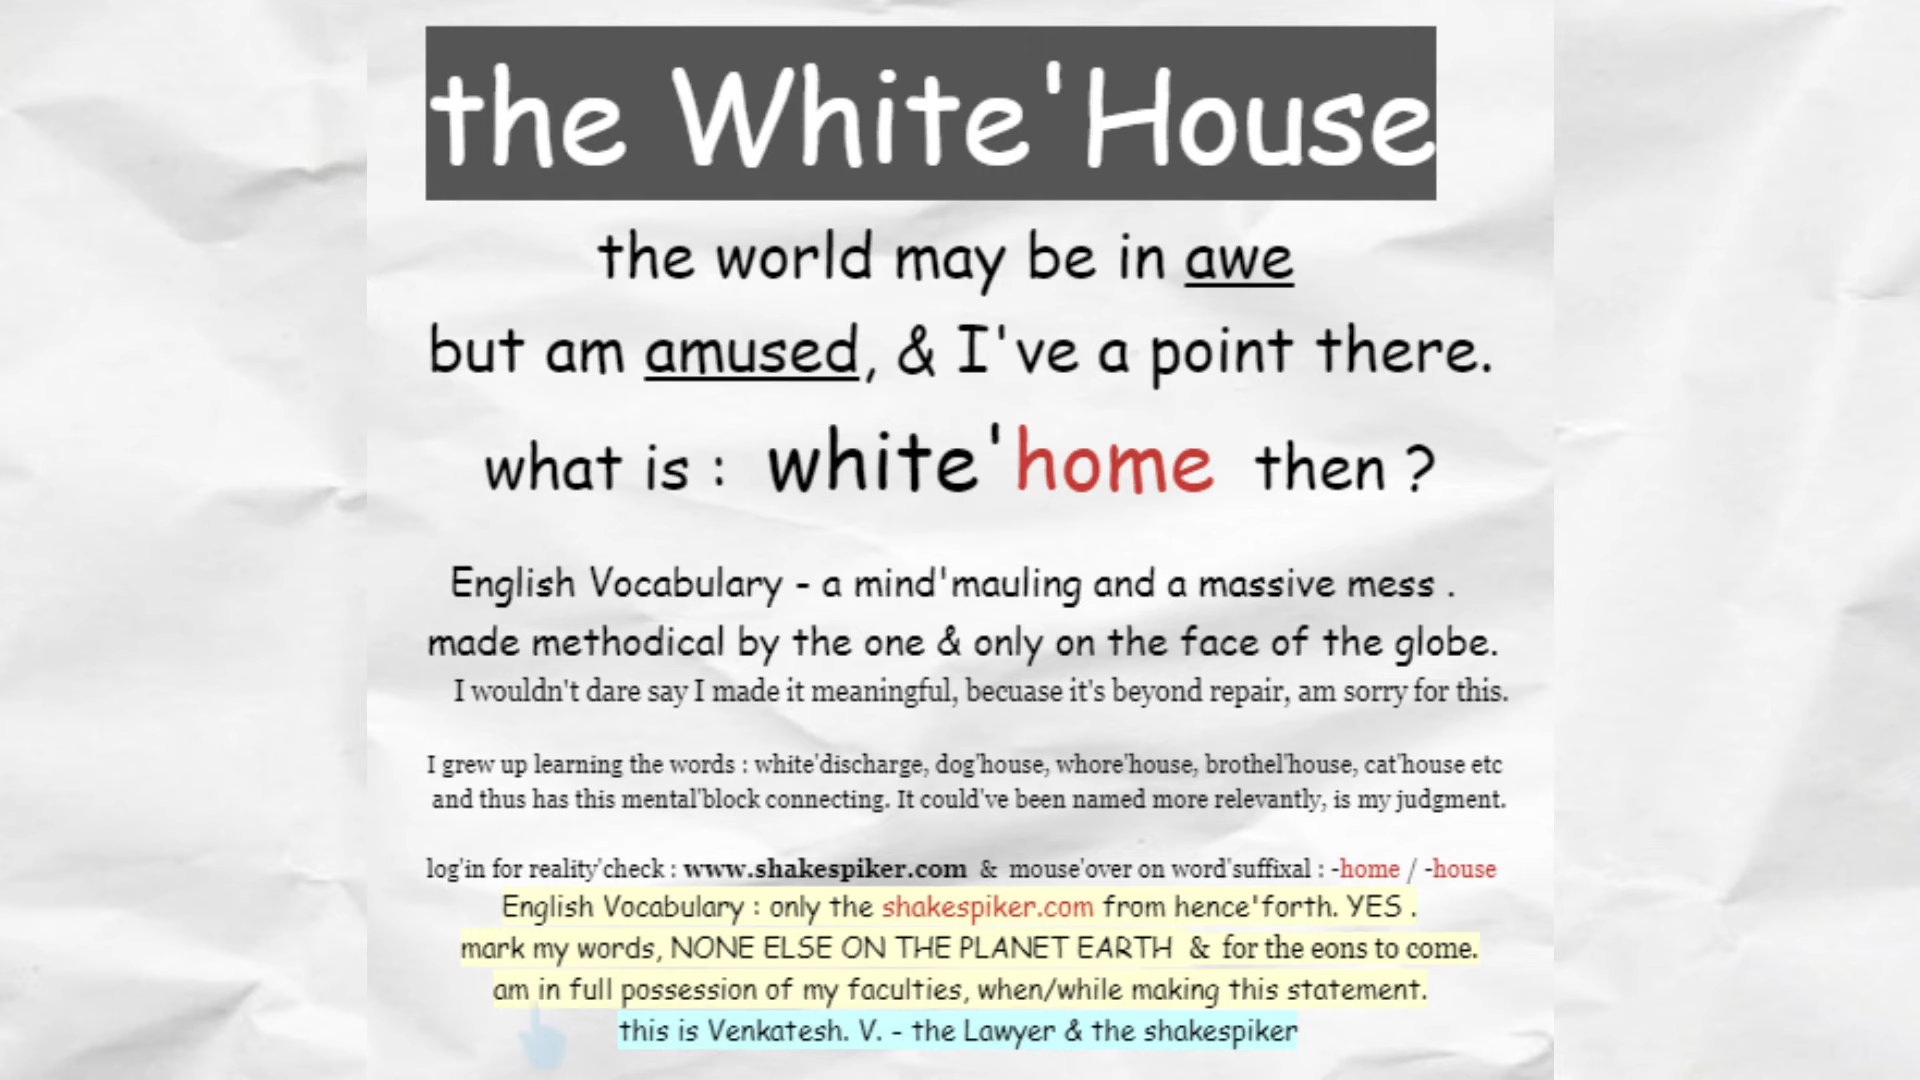 the White'House
the world may be in awe
but am amused, & I've a point there.
what is : white'home then ?
English Vocabulary - a mind'mauling and a massive mess .
made methodical by the one & only on the face of the globe.
I wouldn't dare say I made it meaningful, becuase it's beyond repair, am sorry for this.
I grew up learning the words : white'discharge, dog'house, whore'house, brothel'house, cat'house etc
and thus has this mental'block connecting. It could've been named more relevantly, is my judgment.
log'in for reality'check : www.shakespiker.com & mouse'over on word'suffixal : -home / -house
English Vocabulary : only the shakespiker.com from hence'forth. YES .
mark my words, NONE ELSE ON THE PLANET EARTH & for the eons to come.
am in full possession of my faculties, when/while making this statement.
this is Venkatesh. V. - the Lawyer & the shakespiker